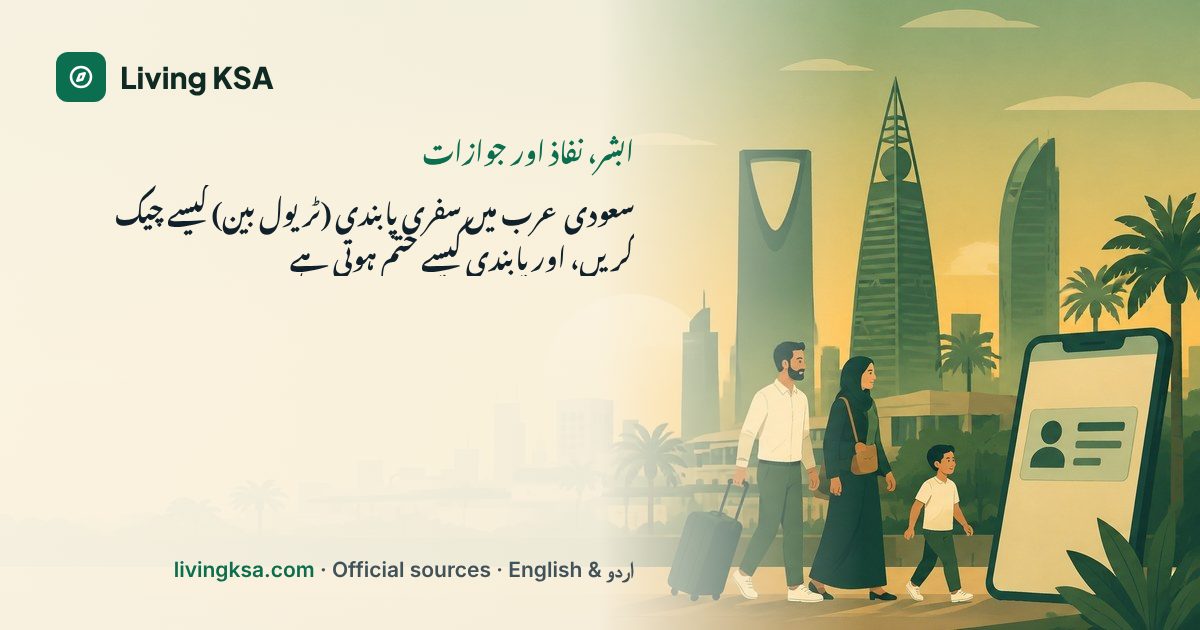 Living KSA
ابشر، نفاذ اور جوازات
سعودی عرب میں سفری پابندی (ٹریول بین) کیسے چیک
کریں، اور پابندی کیسے ختم ہوتی ہے
livingksa.com · Official sources · English & اردو